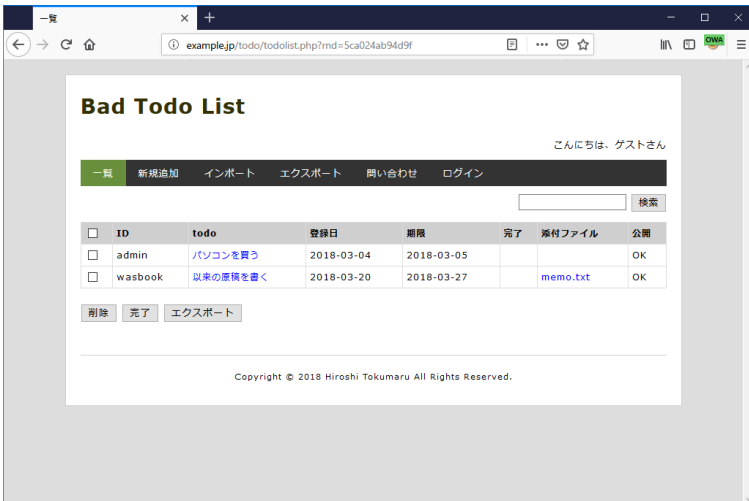 一覧
example.jp/todo/todolist.php?rnd=5ca024ab94d9f
OWA
Bad Todo List
こんにちは、ゲストさん
一覧 新規追加 インポート エクスポート 問い合わせ ログイン
検索
ID todo 登録日 期限 完了 添付ファイル 公開
admin パソコンを買う 2018-03-04 2018-03-05 OK
wasbook 以来の原稿を書く 2018-03-20 2018-03-27 memo.txt OK
削除 完了 エクスポート
Copyright © 2018 Hiroshi Tokumaru All Rights Reserved.